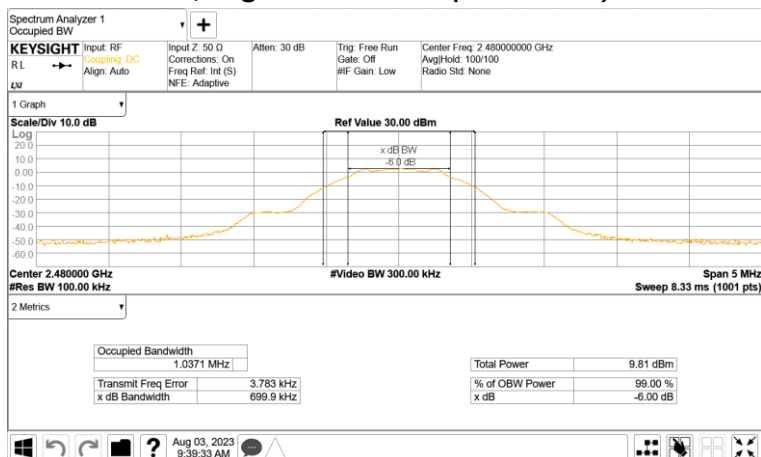 Spectrum Analyzer 1
Occupied BW
+
KEYSIGHT
RL
LXI
Input: RF
Coupling: DC
Align: Auto
Input Z: 50 Ω
Corrections: On
Freq Ref: Int (S)
NFE: Adaptive
Atten: 30 dB
Trig: Free Run
Gate: Off
#IF Gain: Low
Center Freq: 2.480000000 GHz
Avg|Hold: 100/100
Radio Std: None
1 Graph
Scale/Div 10.0 dB
Ref Value 30.00 dBm
Log
20.0
10.0
0.00
-10.0
-20.0
-30.0
-40.0
-50.0
-60.0
x dB BW
-6.0 dB
Center 2.480000 GHz
#Video BW 300.00 kHz
Span 5 MHz
#Res BW 100.00 kHz
Sweep 8.33 ms (1001 pts)
2 Metrics
Occupied Bandwidth
1.0371 MHz
Total Power 9.81 dBm
Transmit Freq Error 3.783 kHz
% of OBW Power 99.00 %
x dB Bandwidth 699.9 kHz
x dB -6.00 dB
?
Aug 03, 2023
9:39:33 AM